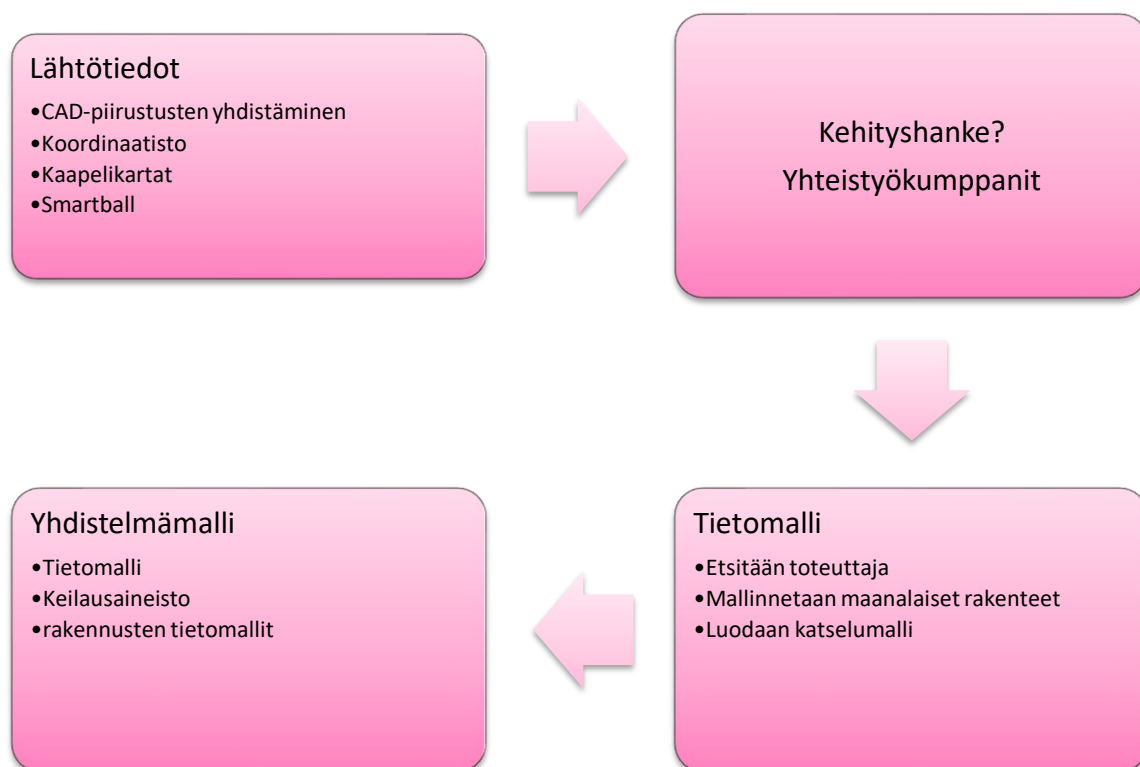 Lähtötiedot
•CAD-piirustusten yhdistäminen
•Koordinaatisto
•Kaapelikartat
•Smartball
Kehityshanke?
Yhteistyökumppanit
Tietomalli
•Etsitään toteuttaja
•Mallinnetaan maanalaiset rakenteet
•Luodaan katselumalli
Yhdistelmämalli
•Tietomalli
•Keilausaineisto
•rakennusten tietomallit